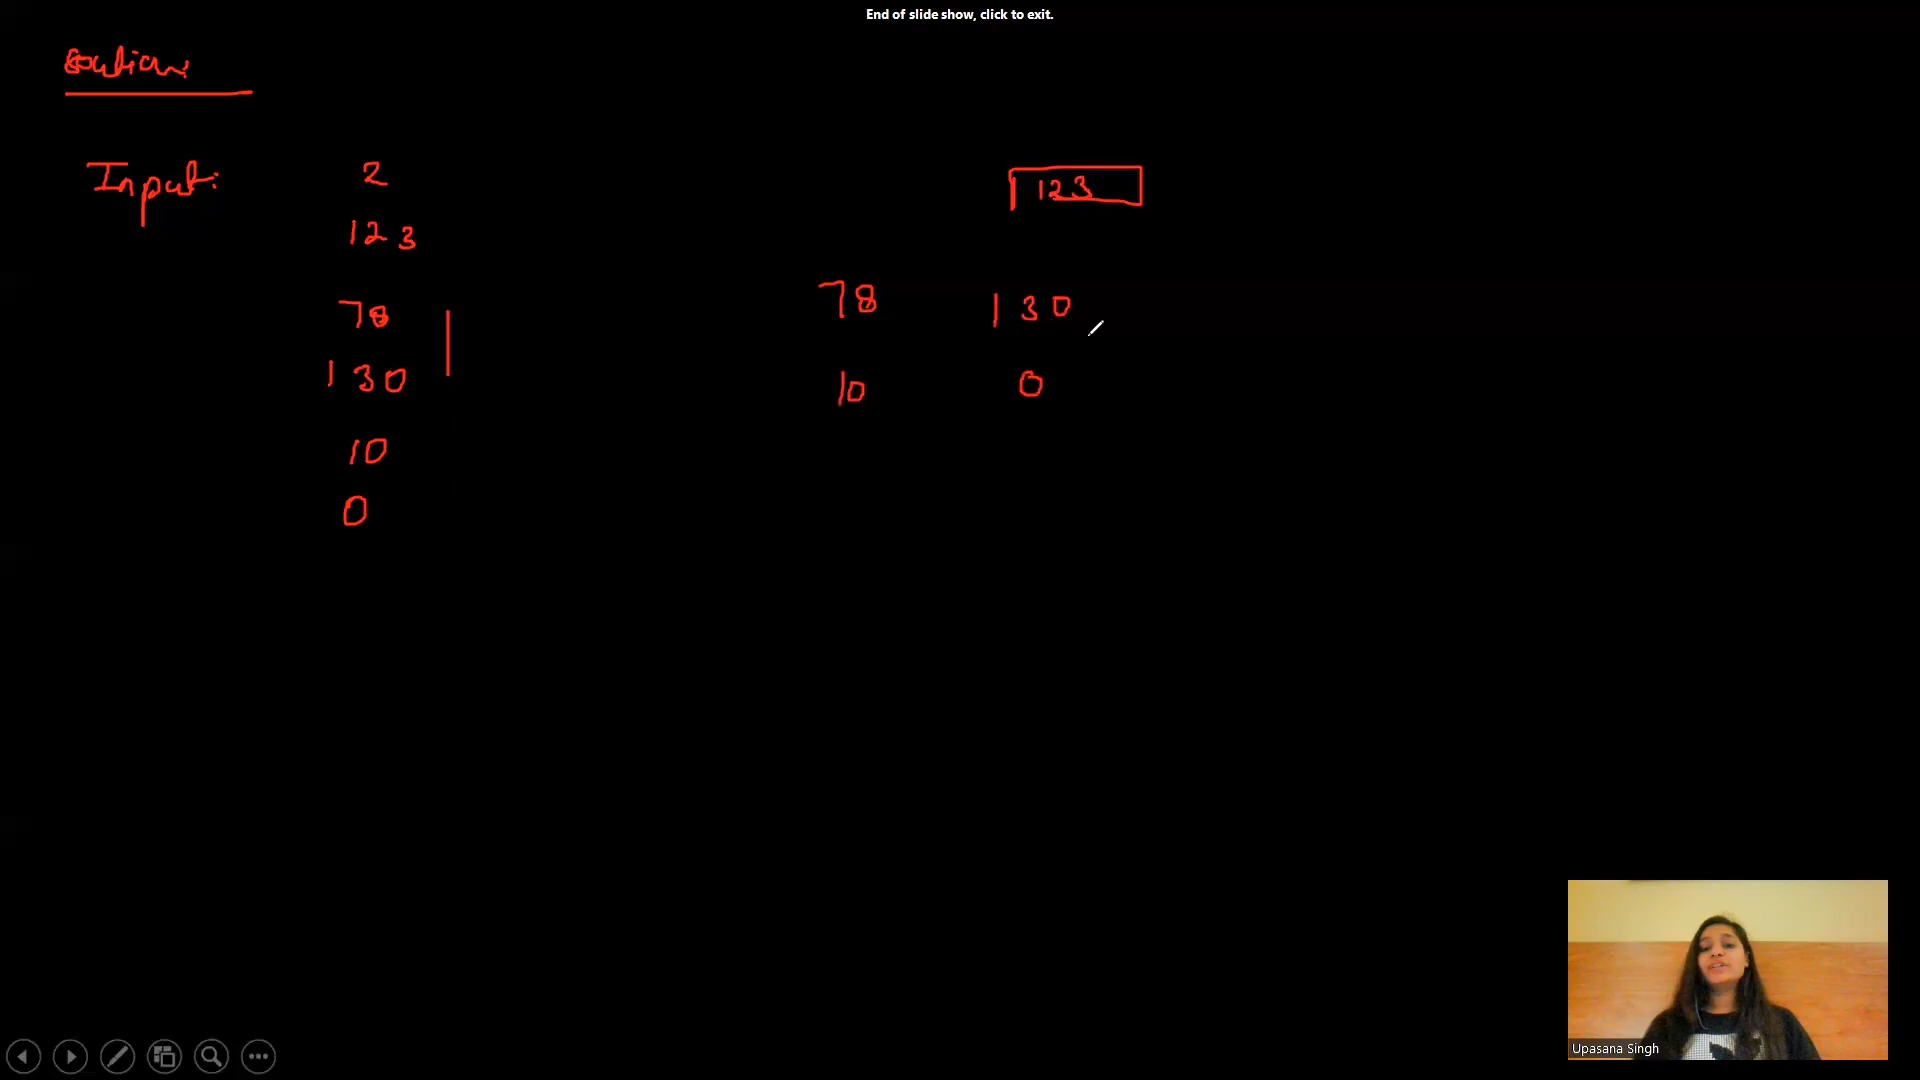 End of slide show, click to exit.
Solution:
Input: 2
123
123
78
78 130
130
10 0
10
0
Upasana Singh